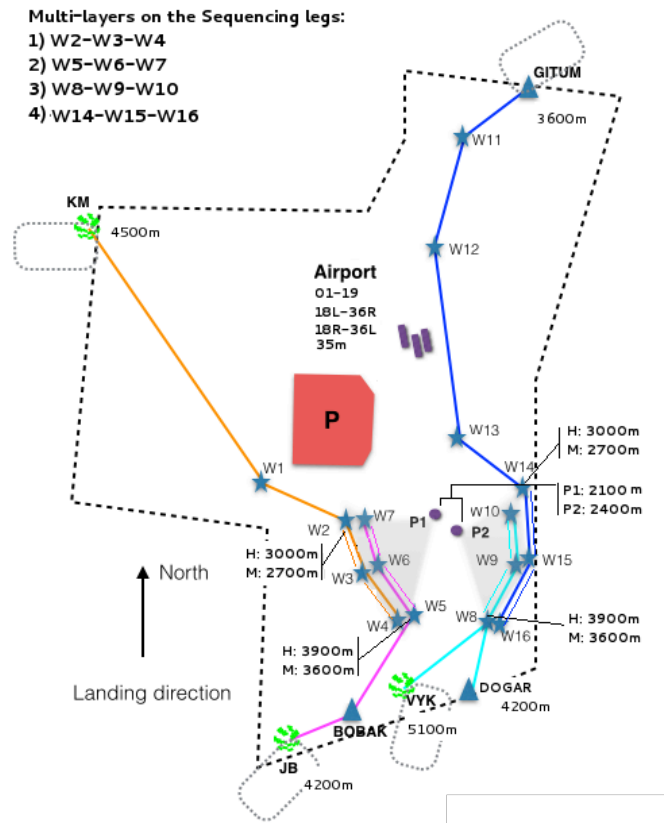 Multi-layers on the Sequencing legs:
1) W2-W3-W4
2) W5-W6-W7
3) W8-W9-W10
4) W14-W15-W16
GITUM
3600m
W11
KM
4500m
W12
Airport
01-19
18L-36R
18R-36L
35m
P
W13
H: 3000m
M: 2700m
W14
W1
P1: 2100m
P2: 2400m
W2
W7
P1
P2
W10
H: 3000m
M: 2700m
W3
W6
W9
W15
North
W4
W5
W8
W16
H: 3900m
M: 3600m
H: 3900m
M: 3600m
Landing direction
VYK
DOGAR
4200m
BOBAK
5100m
JB
4200m